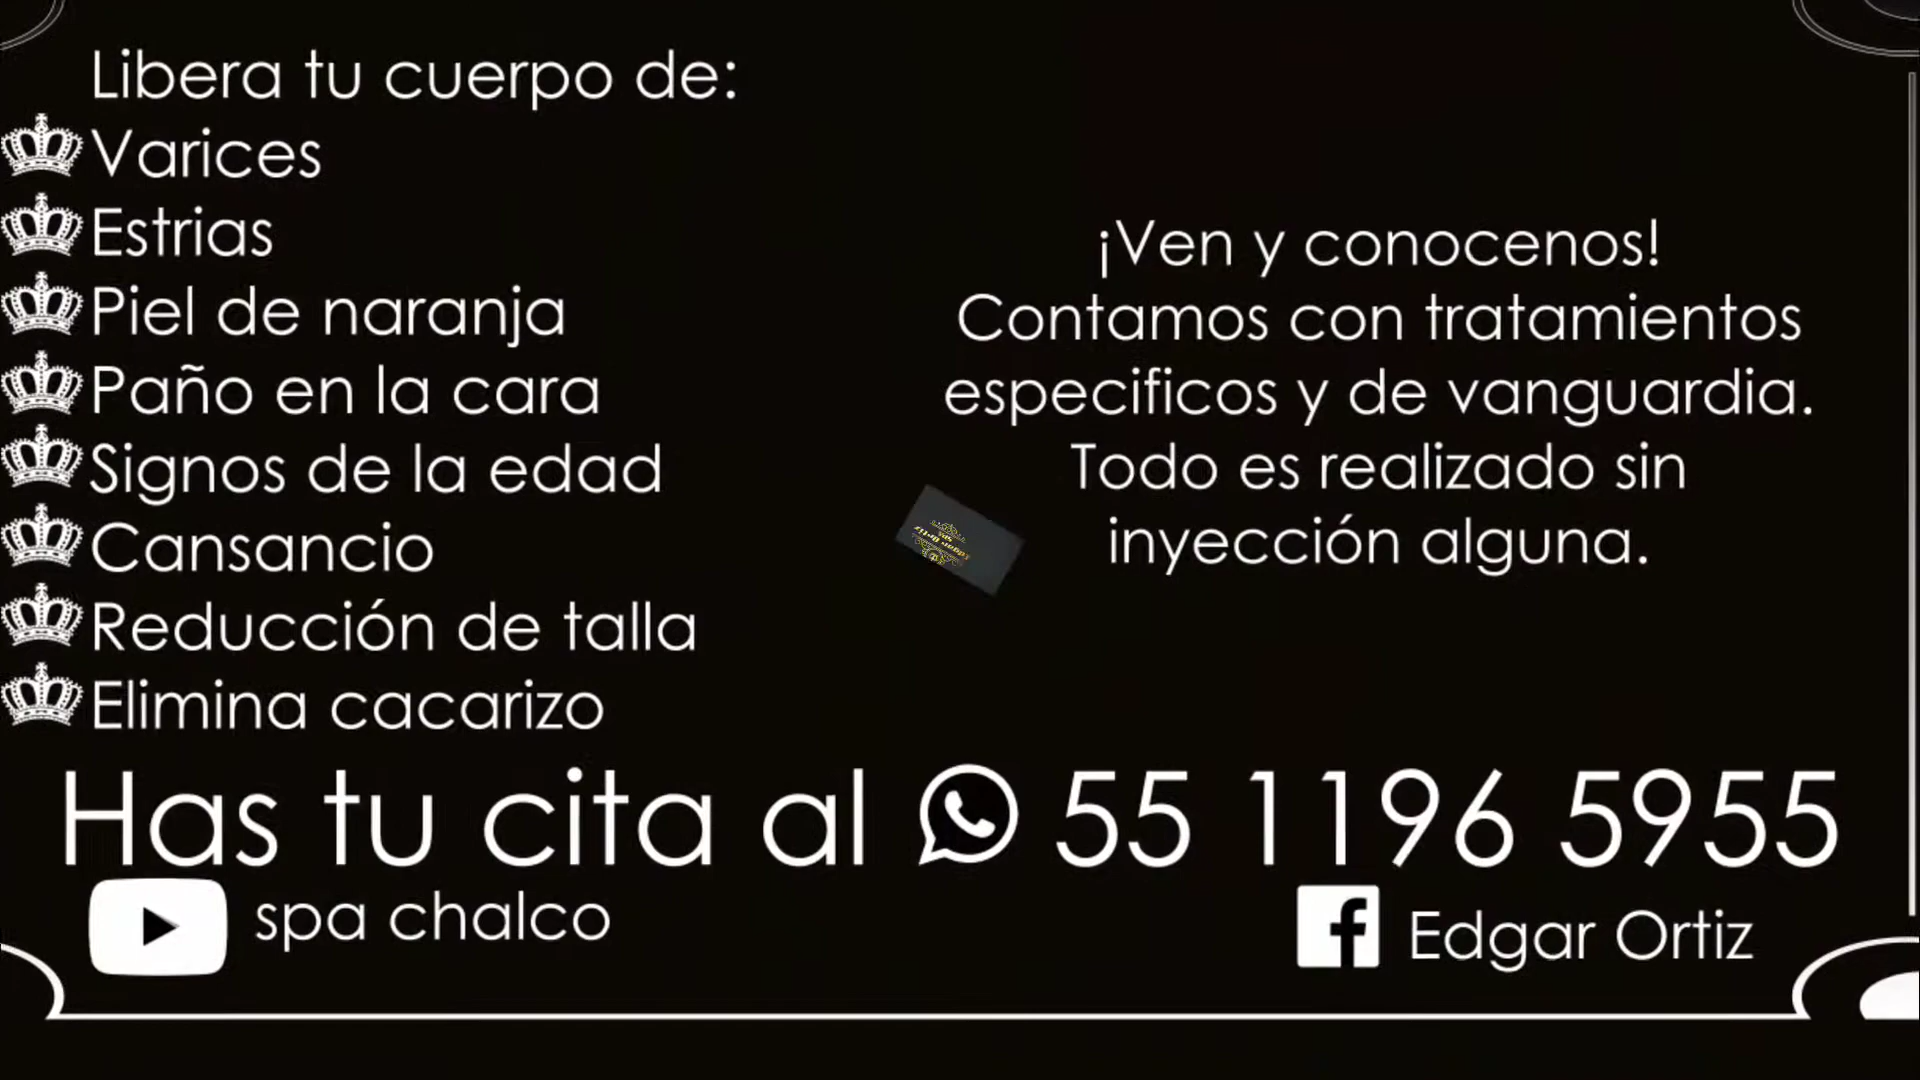 Libera tu cuerpo de:
Varices
Estrias
Piel de naranja
Paño en la cara
Signos de la edad
Cansancio
Reducción de talla
Elimina cacarizo
¡Ven y conocenos!
Contamos con tratamientos
especificos y de vanguardia.
Todo es realizado sin
inyección alguna.
Has tu cita al 55 1196 5955
spa chalco
Edgar Ortiz